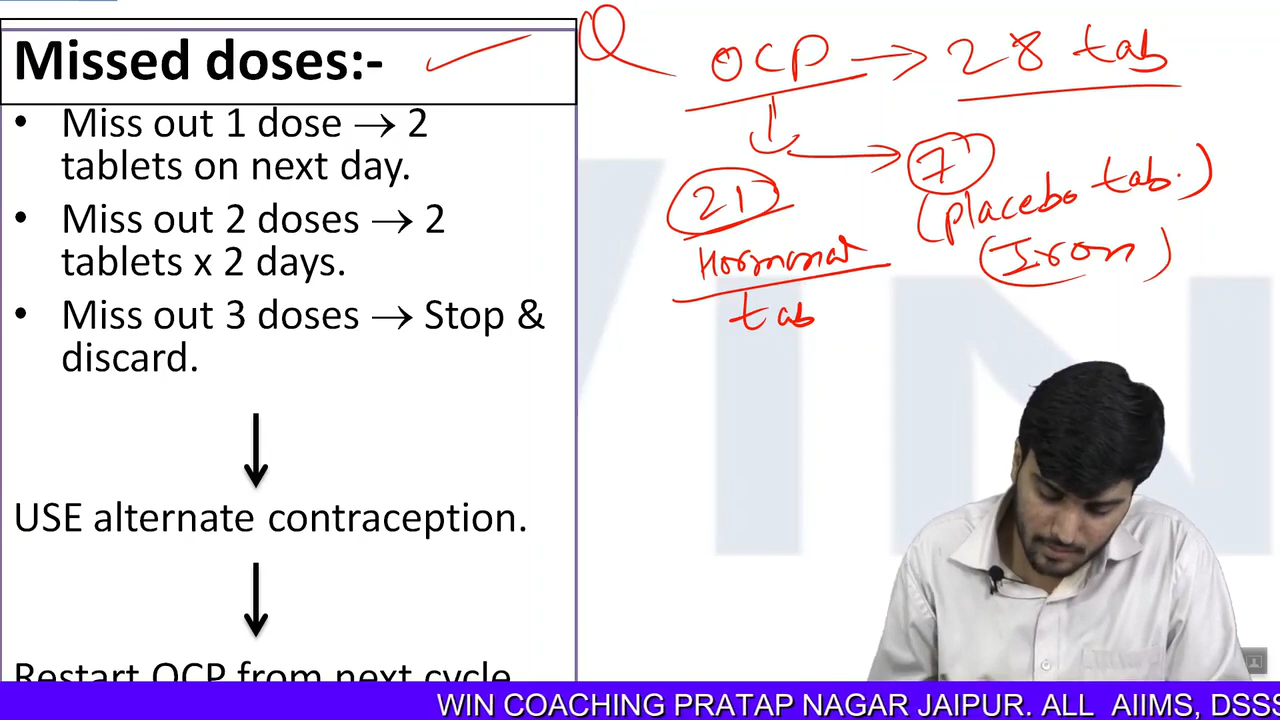 Missed doses:-
• Miss out 1 dose → 2
tablets on next day.
• Miss out 2 doses → 2
tablets x 2 days.
• Miss out 3 doses → Stop &
discard.
USE alternate contraception.
Restart OCP from next cycle
Q
OCP → 28 tab
21
Hormonal
tab
7
(placebo tab.)
(Iron)
WIN COACHING PRATAP NAGAR JAIPUR. ALL AIIMS, DSSS